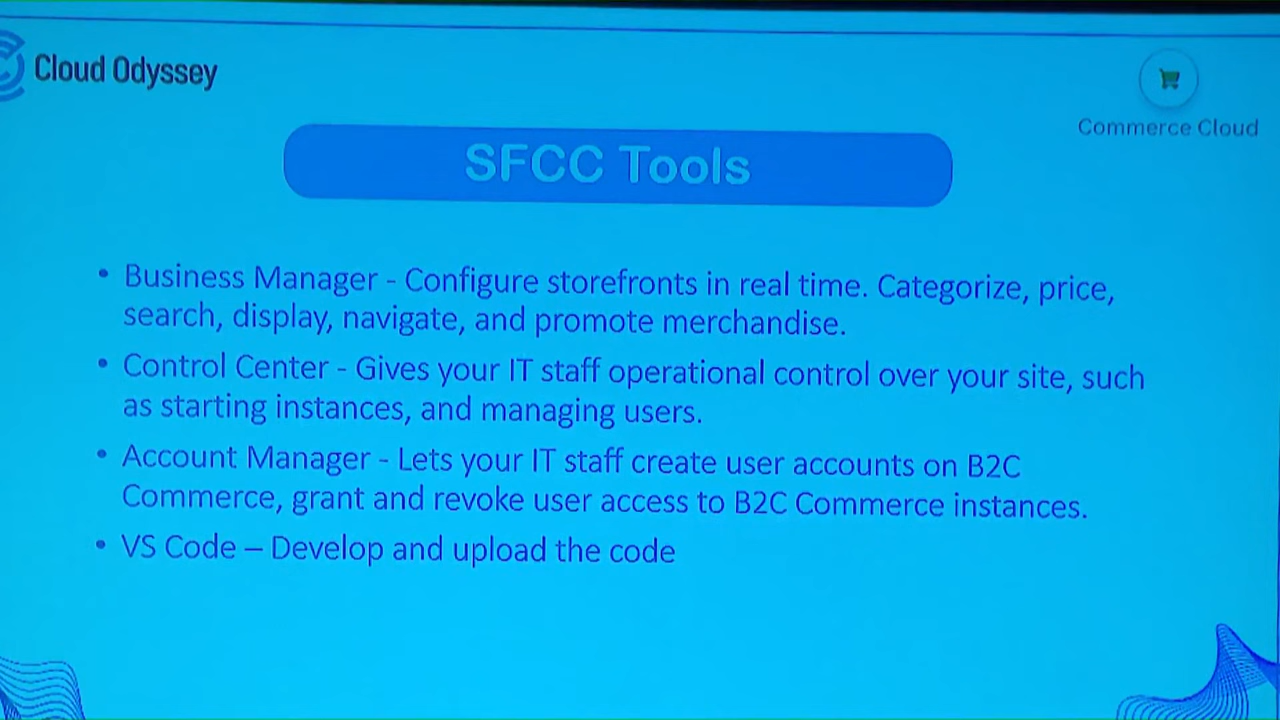 Cloud Odyssey
Commerce Cloud
SFCC Tools
• Business Manager - Configure storefronts in real time. Categorize, price,
search, display, navigate, and promote merchandise.
• Control Center - Gives your IT staff operational control over your site, such
as starting instances, and managing users.
• Account Manager - Lets your IT staff create user accounts on B2C
Commerce, grant and revoke user access to B2C Commerce instances.
• VS Code – Develop and upload the code